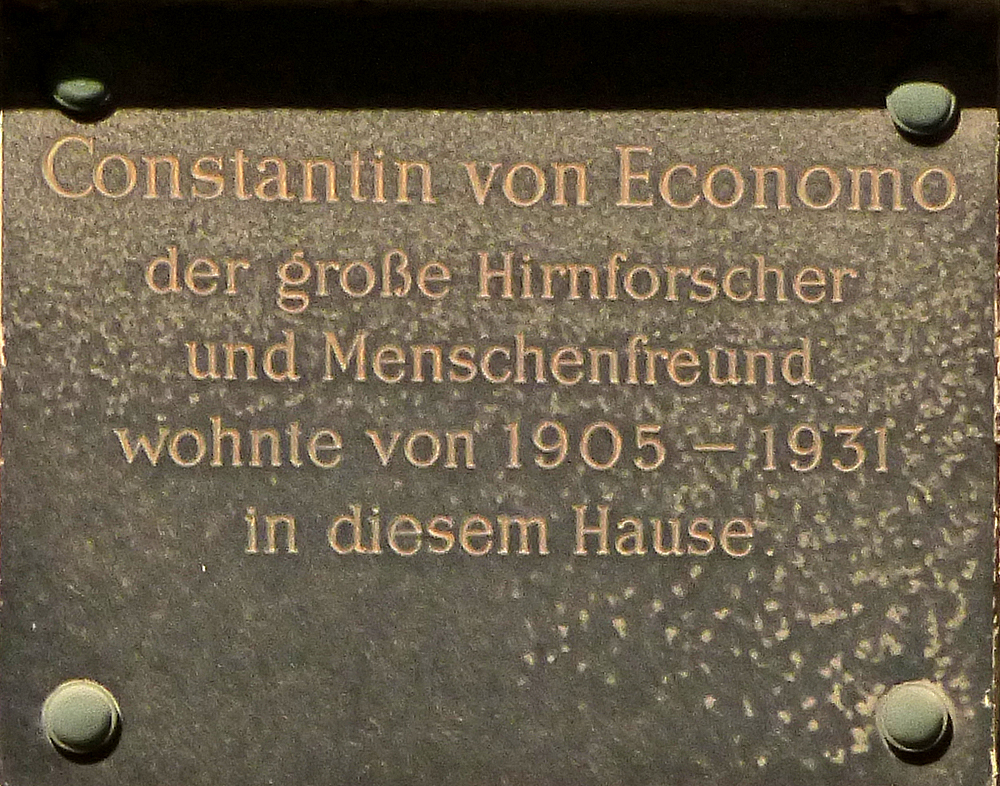 Constantin von Economo
der große Hirnforscher
und Menschenfreund
wohnte von 1905 – 1931
in diesem Hause.